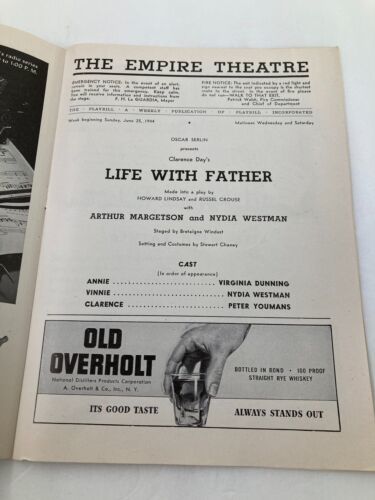 's radio series
to 1:00 P. M.
THE EMPIRE THEATRE
EMERGENCY NOTICE: In the event of an alert, remain in your seats. A competent staff has been trained for this emergency. Keep calm. You will receive information and instructions from the stage.
F. H. La GUARDIA, Mayor
FIRE NOTICE: The exit indicated by a red light and sign nearest to the seat you occupy is the shortest route to the street. In the event of fire please do not run—WALK TO THAT EXIT.
Patrick Walsh, Fire Commissioner
and Chief of Department
THE · PLAYBILL · A · WEEKLY · PUBLICATION · OF · PLAYBILL · INCORPORATED
Week beginning Sunday, June 25, 1944
Matinees Wednesday and Saturday
OSCAR SERLIN
presents
Clarence Day's
LIFE WITH FATHER
Made into a play by
HOWARD LINDSAY and RUSSEL CROUSE
with
ARTHUR MARGETSON and NYDIA WESTMAN
Staged by Bretaigne Windust
Setting and Costumes by Stewart Chaney
CAST
(In order of appearance)
ANNIE ........................ VIRGINIA DUNNING
VINNIE ........................ NYDIA WESTMAN
CLARENCE ........................ PETER YOUMANS
OLD
OVERHOLT
National Distillers Products Corporation
A. Overholt & Co., Inc., N. Y.
BOTTLED IN BOND · 100 PROOF
STRAIGHT RYE WHISKEY
ITS GOOD TASTE
ALWAYS STANDS OUT